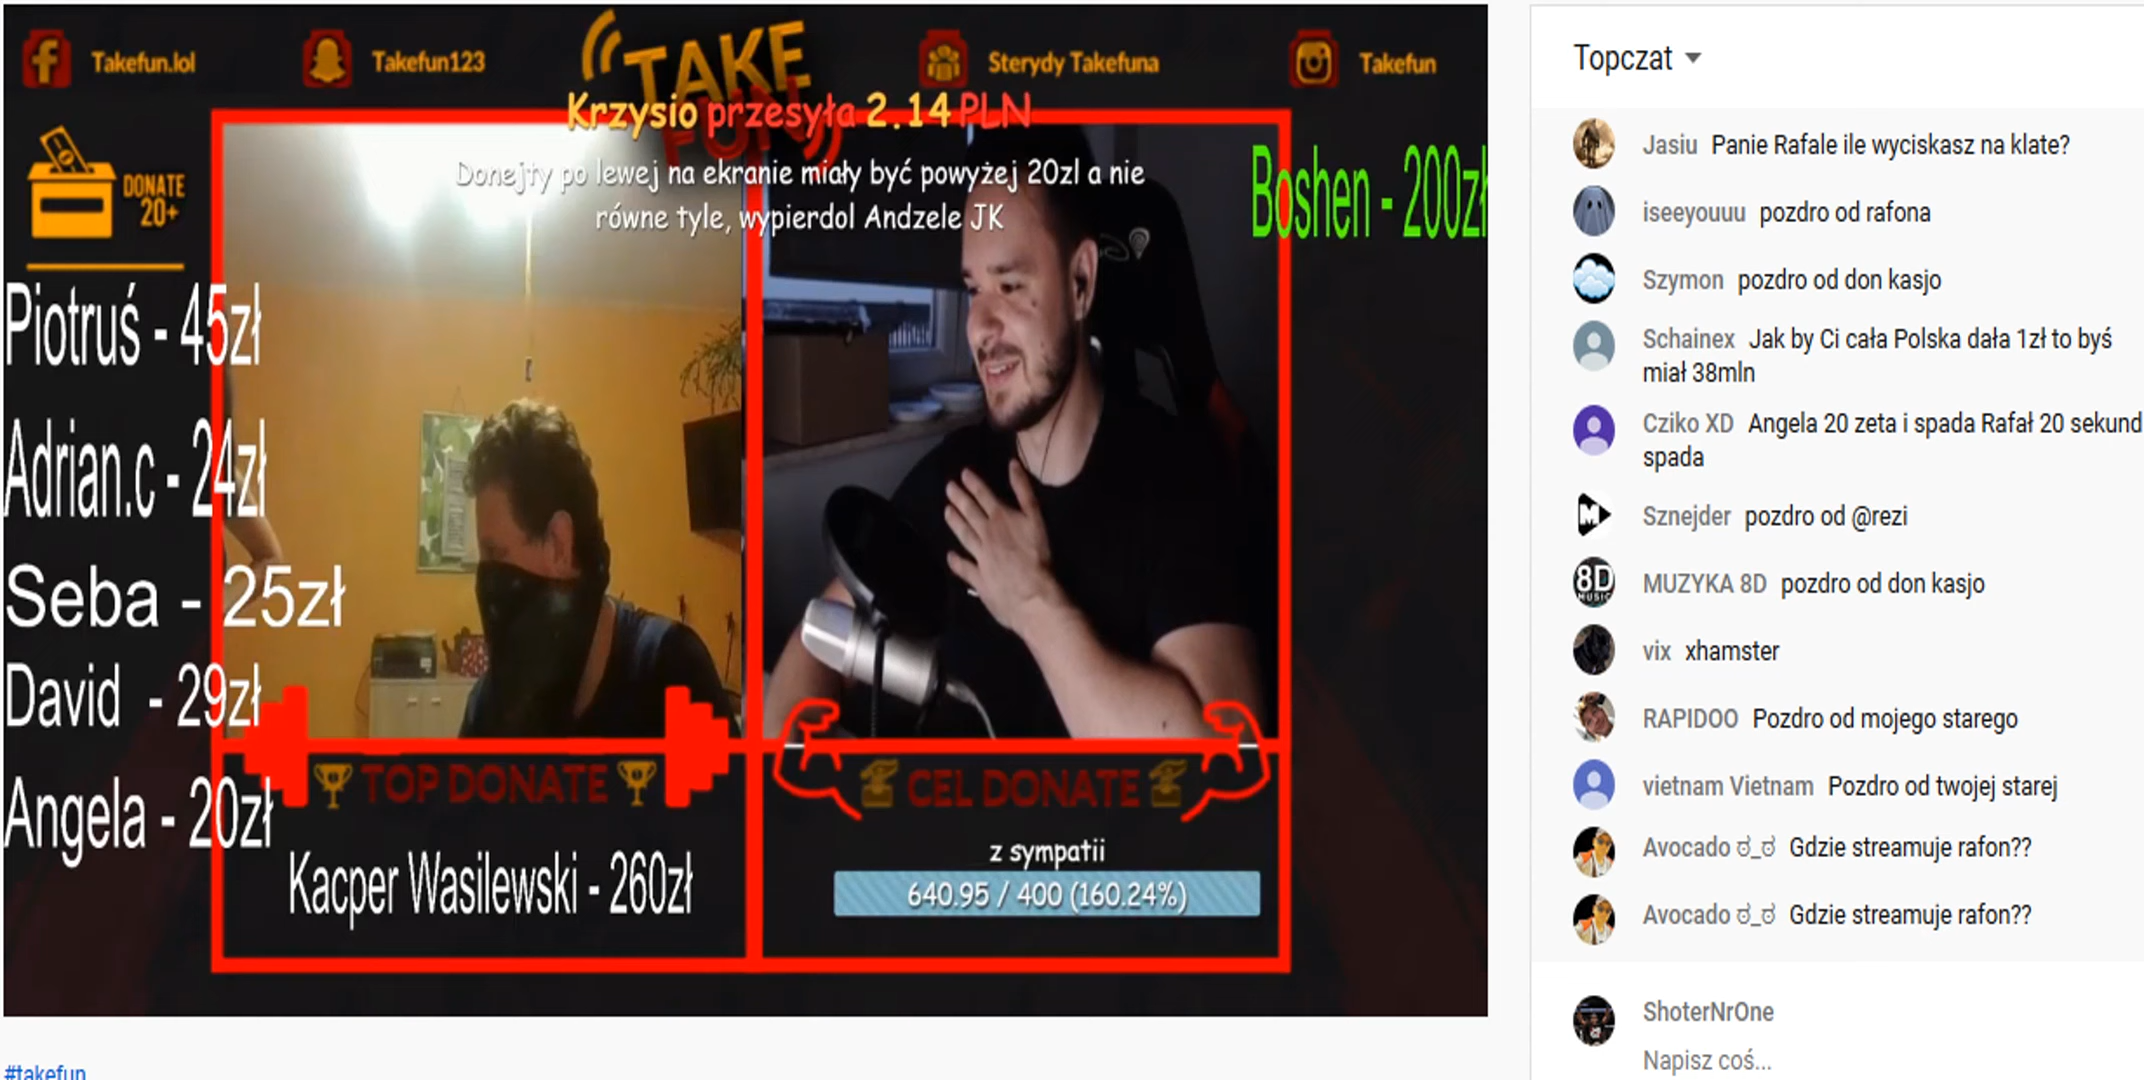 Takefun.lol
Takefun123
TAKE
FUN
Sterydy Takefuna
Takefun
Krzysio przesyła 2.14 PLN
Donejty po lewej na ekranie miały być powyżej 20zl a nie
równe tyle, wypierdol Andzele JK
DONATE
20+
Boshen - 200zł
Piotruś - 45zł
Adrian.c - 24zł
Seba - 25zł
David - 29zł
Angela - 20zł
TOP DONATE
Kacper Wasilewski - 260zł
CEL DONATE
z sympatii
640.95 / 400 (160.24%)
#takefun
Topczat
Jasiu Panie Rafale ile wyciskasz na klate?
iseeyouuu pozdro od rafona
Szymon pozdro od don kasjo
Schainex Jak by Ci cała Polska dała 1zł to byś
miał 38mln
Cziko XD Angela 20 zeta i spada Rafał 20 sekund
spada
Sznejder pozdro od @rezi
8D
MUSIC
MUZYKA 8D pozdro od don kasjo
vix xhamster
RAPIDOO Pozdro od mojego starego
vietnam Vietnam Pozdro od twojej starej
Avocado ಠ_ಠ Gdzie streamuje rafon??
Avocado ಠ_ಠ Gdzie streamuje rafon??
ShoterNrOne
Napisz coś...